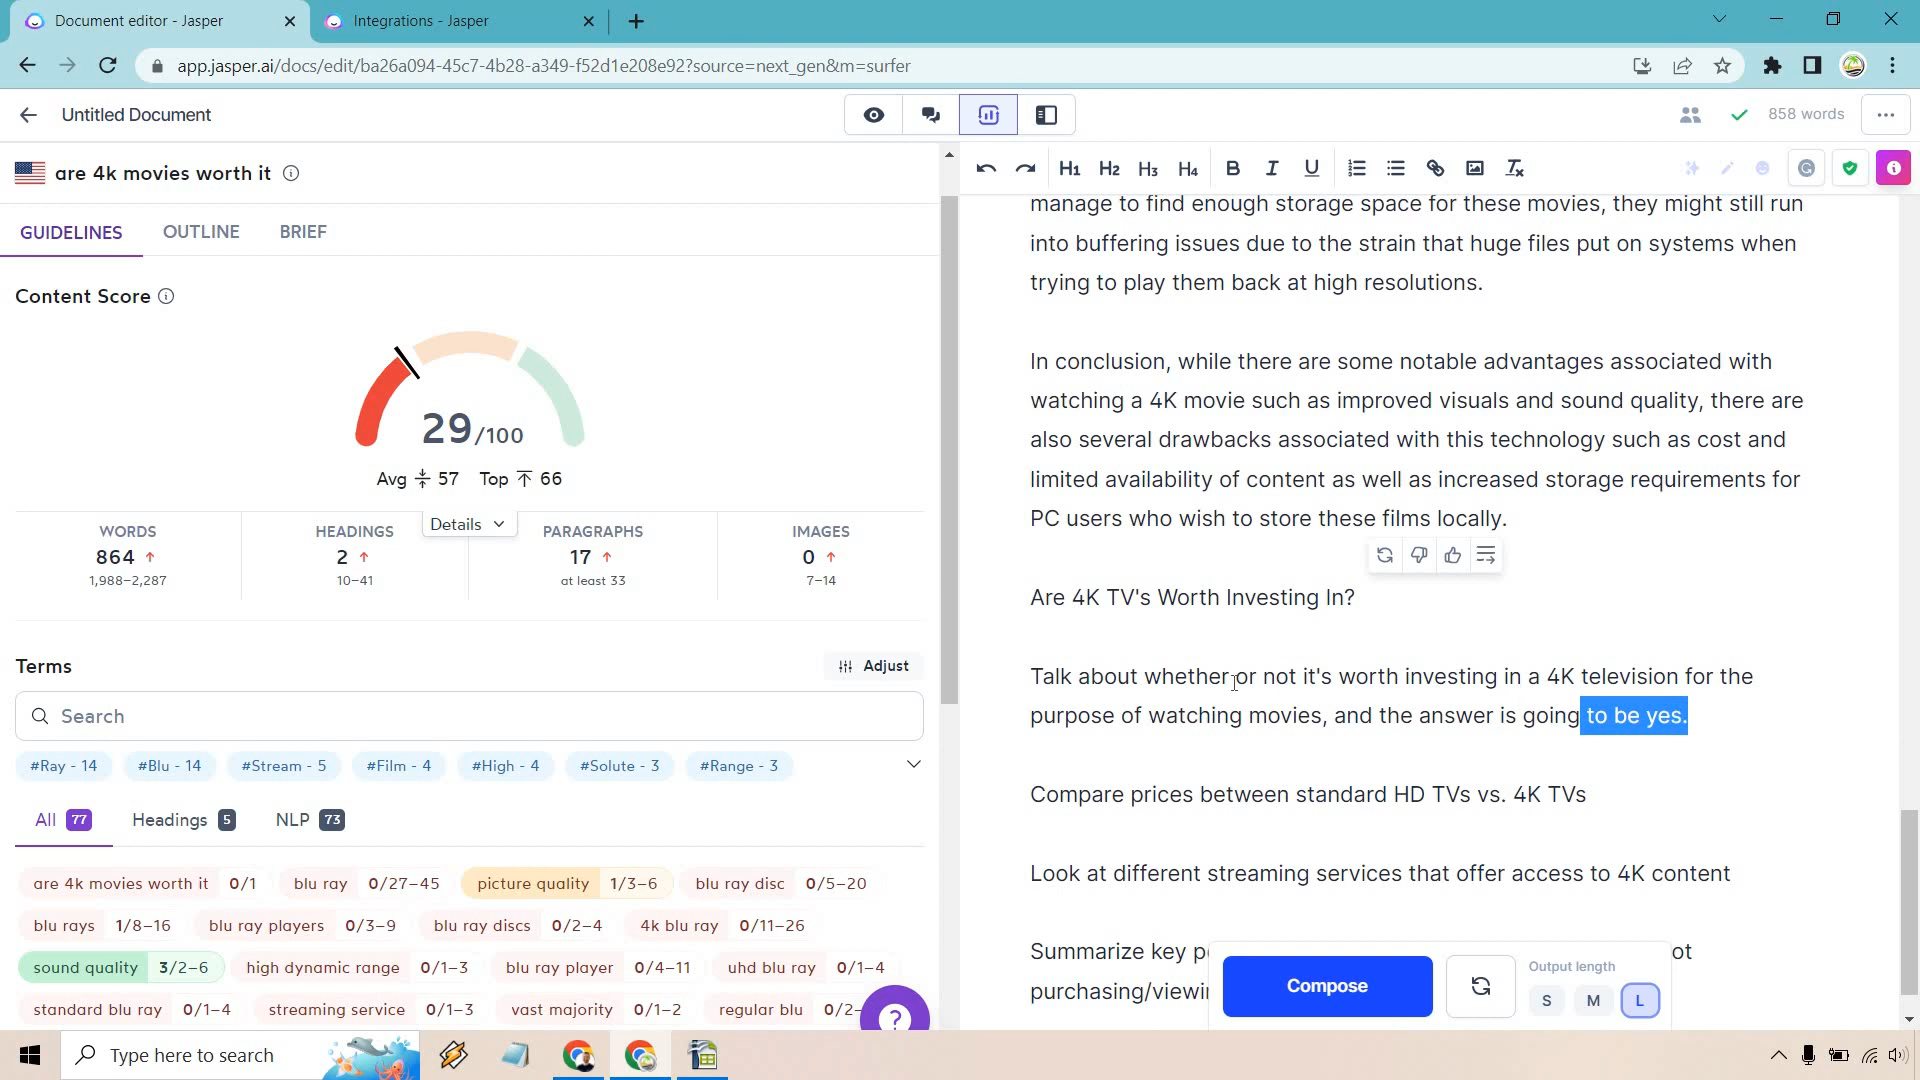 Document editor - Jasper
Integrations - Jasper
app.jasper.ai/docs/edit/ba26a094-45c7-4b28-a349-f52d1e208e92?source=next_gen&m=surfer
Untitled Document
858 words
are 4k movies worth it
GUIDELINES
OUTLINE
BRIEF
Content Score
29/100
Avg 57 Top 66
Details
WORDS
864
1,988–2,287
HEADINGS
2
10–41
PARAGRAPHS
17
at least 33
IMAGES
0
7–14
Terms
Adjust
Search
#Ray - 14
#Blu - 14
#Stream - 5
#Film - 4
#High - 4
#Solute - 3
#Range - 3
All 77
Headings 5
NLP 73
are 4k movies worth it 0/1
blu ray 0/27–45
picture quality 1/3–6
blu ray disc 0/5–20
blu rays 1/8–16
blu ray players 0/3–9
blu ray discs 0/2–4
4k blu ray 0/11–26
sound quality 3/2–6
high dynamic range 0/1–3
blu ray player 0/4–11
uhd blu ray 0/1–4
standard blu ray 0/1–4
streaming service 0/1–3
vast majority 0/1–2
regular blu 0/2–
?
H1 H2 H3 H4 B I U
manage to find enough storage space for these movies, they might still run
into buffering issues due to the strain that huge files put on systems when
trying to play them back at high resolutions.
In conclusion, while there are some notable advantages associated with
watching a 4K movie such as improved visuals and sound quality, there are
also several drawbacks associated with this technology such as cost and
limited availability of content as well as increased storage requirements for
PC users who wish to store these films locally.
Are 4K TV's Worth Investing In?
Talk about whether or not it's worth investing in a 4K television for the
purpose of watching movies, and the answer is going to be yes.
Compare prices between standard HD TVs vs. 4K TVs
Look at different streaming services that offer access to 4K content
Summarize key p
ot
purchasing/viewi
Compose
Output length
S M L
Type here to search